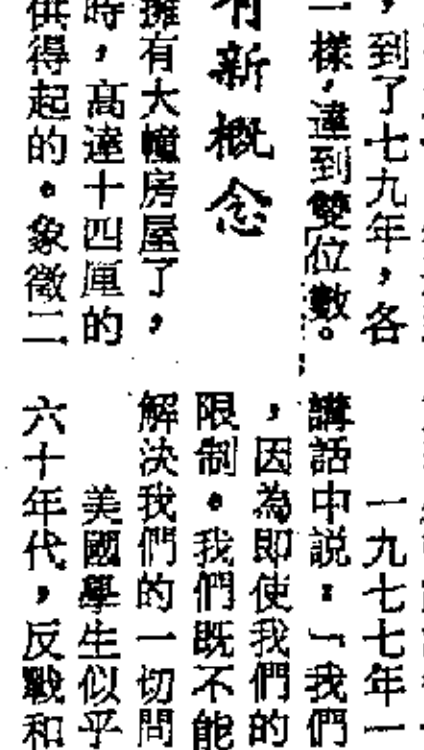 ，到了七九年，各
一樣，達到雙位數。
新概念
擁有大幢房屋了，
時，高達十四厘的
供得起的。象徵二
一九七七年一
講話中説：「我們
，因為即使我們的
限制。我們既不能
解決我們的一切問
美國學生似乎
六十年代，反戰和